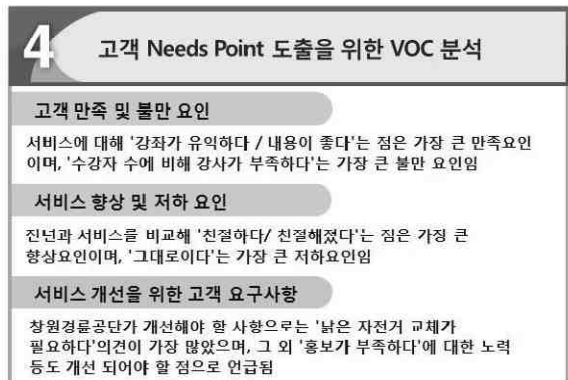 4
고객 Needs Point 도출을 위한 VOC 분석
고객 만족 및 불만 요인
서비스에 대해 '강좌가 유익하다 / 내용이 좋다'는 점은 가장 큰 만족요인
이며, '수강자 수에 비해 강사가 부족하다'는 가장 큰 불만 요인임
서비스 향상 및 저하 요인
전년과 서비스를 비교해 '친절하다/ 친절해졌다'는 점은 가장 큰
향상요인이며, '그대로이다'는 가장 큰 저하요인임
서비스 개선을 위한 고객 요구사항
창원경륜공단가 개선해야 할 사항으로는 '낡은 자전거 교체가
필요하다'의견이 가장 많았으며, 그 외 '홍보가 부족하다'에 대한 노력
등도 개선 되어야 할 점으로 언급됨